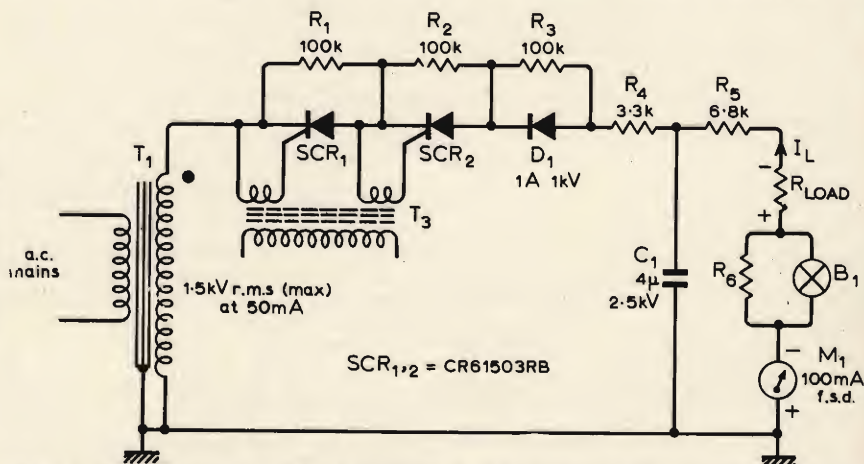 R1
100k
R2
100k
R3
100k
R4
3.3k
R5
6.8k
SCR1
SCR2
D1
1A 1kV
IL
−
RLOAD
+
T1
T3
a.c.
mains
1.5kV r.m.s (max)
at 50mA
C1
4μ
2.5kV
R6
B1
SCR1,2 = CR61503RB
−
M1
100mA
f.s.d.
+